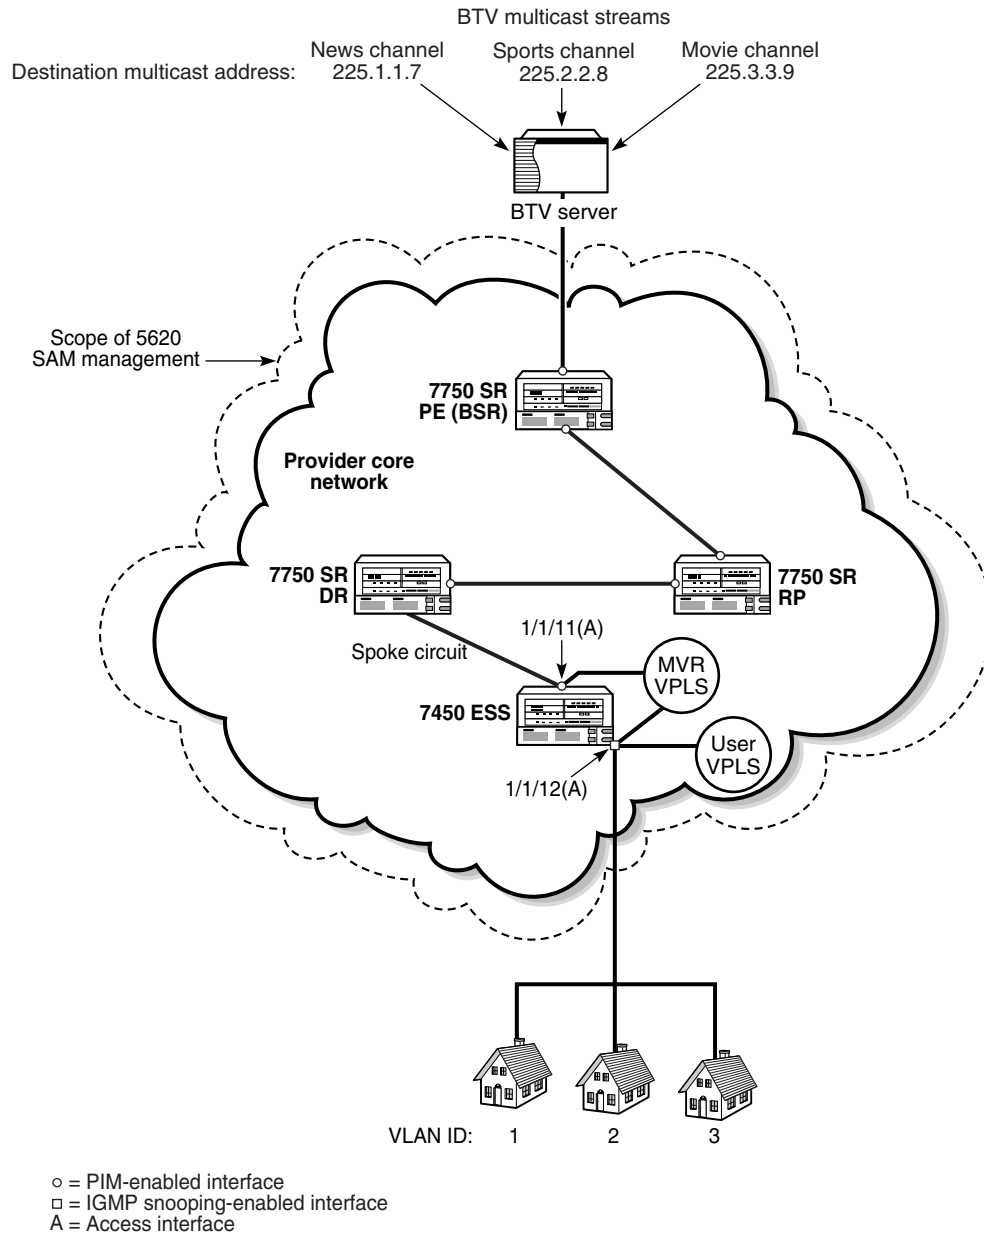 BTV multicast streams
News channel
225.1.1.7
Sports channel
225.2.2.8
Movie channel
225.3.3.9
Destination multicast address:
BTV server
Scope of 5620
SAM management
7750 SR
PE (BSR)
Provider core
network
7750 SR
DR
7750 SR
RP
1/1/11(A)
Spoke circuit
MVR
VPLS
7450 ESS
User
VPLS
1/1/12(A)
VLAN ID: 1 2 3
= PIM-enabled interface
= IGMP snooping-enabled interface
A = Access interface